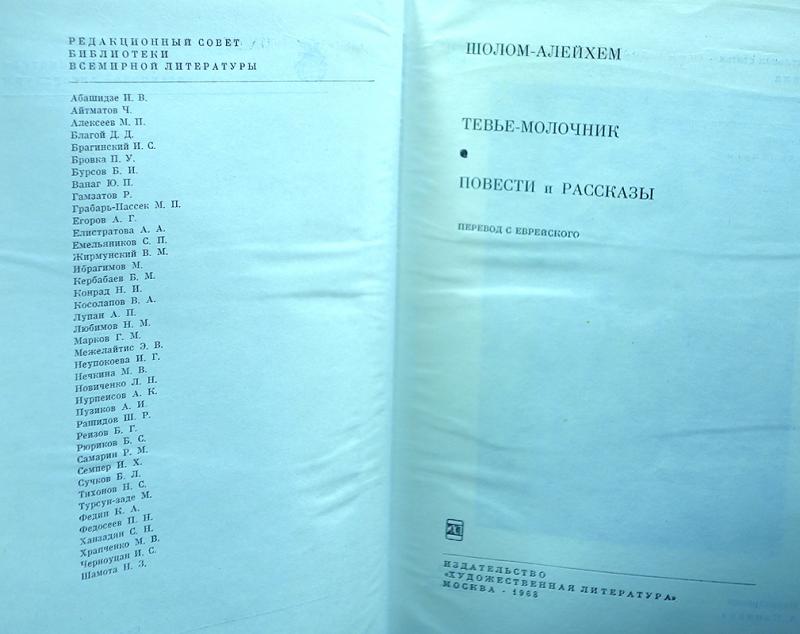 РЕДАКЦИОННЫЙ СОВЕТ
БИБЛИОТЕКИ
ВСЕМИРНОЙ ЛИТЕРАТУРЫ
Абашидзе И. В.
Айтматов Ч.
Алексеев М. П.
Благой Д. Д.
Брагинский И. С.
Бровка П. У.
Бурсов Б. И.
Ванаг Ю. П.
Гамзатов Р.
Грабарь-Пассек М. П.
Егоров А. Г.
Елистратова А. А.
Емельяников С. П.
Жирмунский В. М.
Ибрагимов М.
Кербабаев Б. М.
Конрад Н. И.
Косолапов В. А.
Лупан А. П.
Любимов Н. М.
Марков Г. М.
Межелайтис Э. В.
Неупокоева И. Г.
Нечкина М. В.
Новиченко Л. Н.
Нурпеисов А. К.
Пузиков А. И.
Рашидов Ш. Р.
Реизов Б. Г.
Рюриков Б. С.
Самарин Р. М.
Семпер И. Х.
Сучков Б. Л.
Тихонов Н. С.
Турсун-заде М.
Федин К. А.
Федосеев П. Н.
Ханзадян С. Н.
Храпченко М. Б.
Черноуцан И. С.
Шамота Н. З.
ШОЛОМ-АЛЕЙХЕМ
ТЕВЬЕ-МОЛОЧНИК
•
ПОВЕСТИ и РАССКАЗЫ
ПЕРЕВОД С ЕВРЕЙСКОГО
ИЗДАТЕЛЬСТВО
«ХУДОЖЕСТВЕННАЯ ЛИТЕРАТУРА»
МОСКВА · 1968